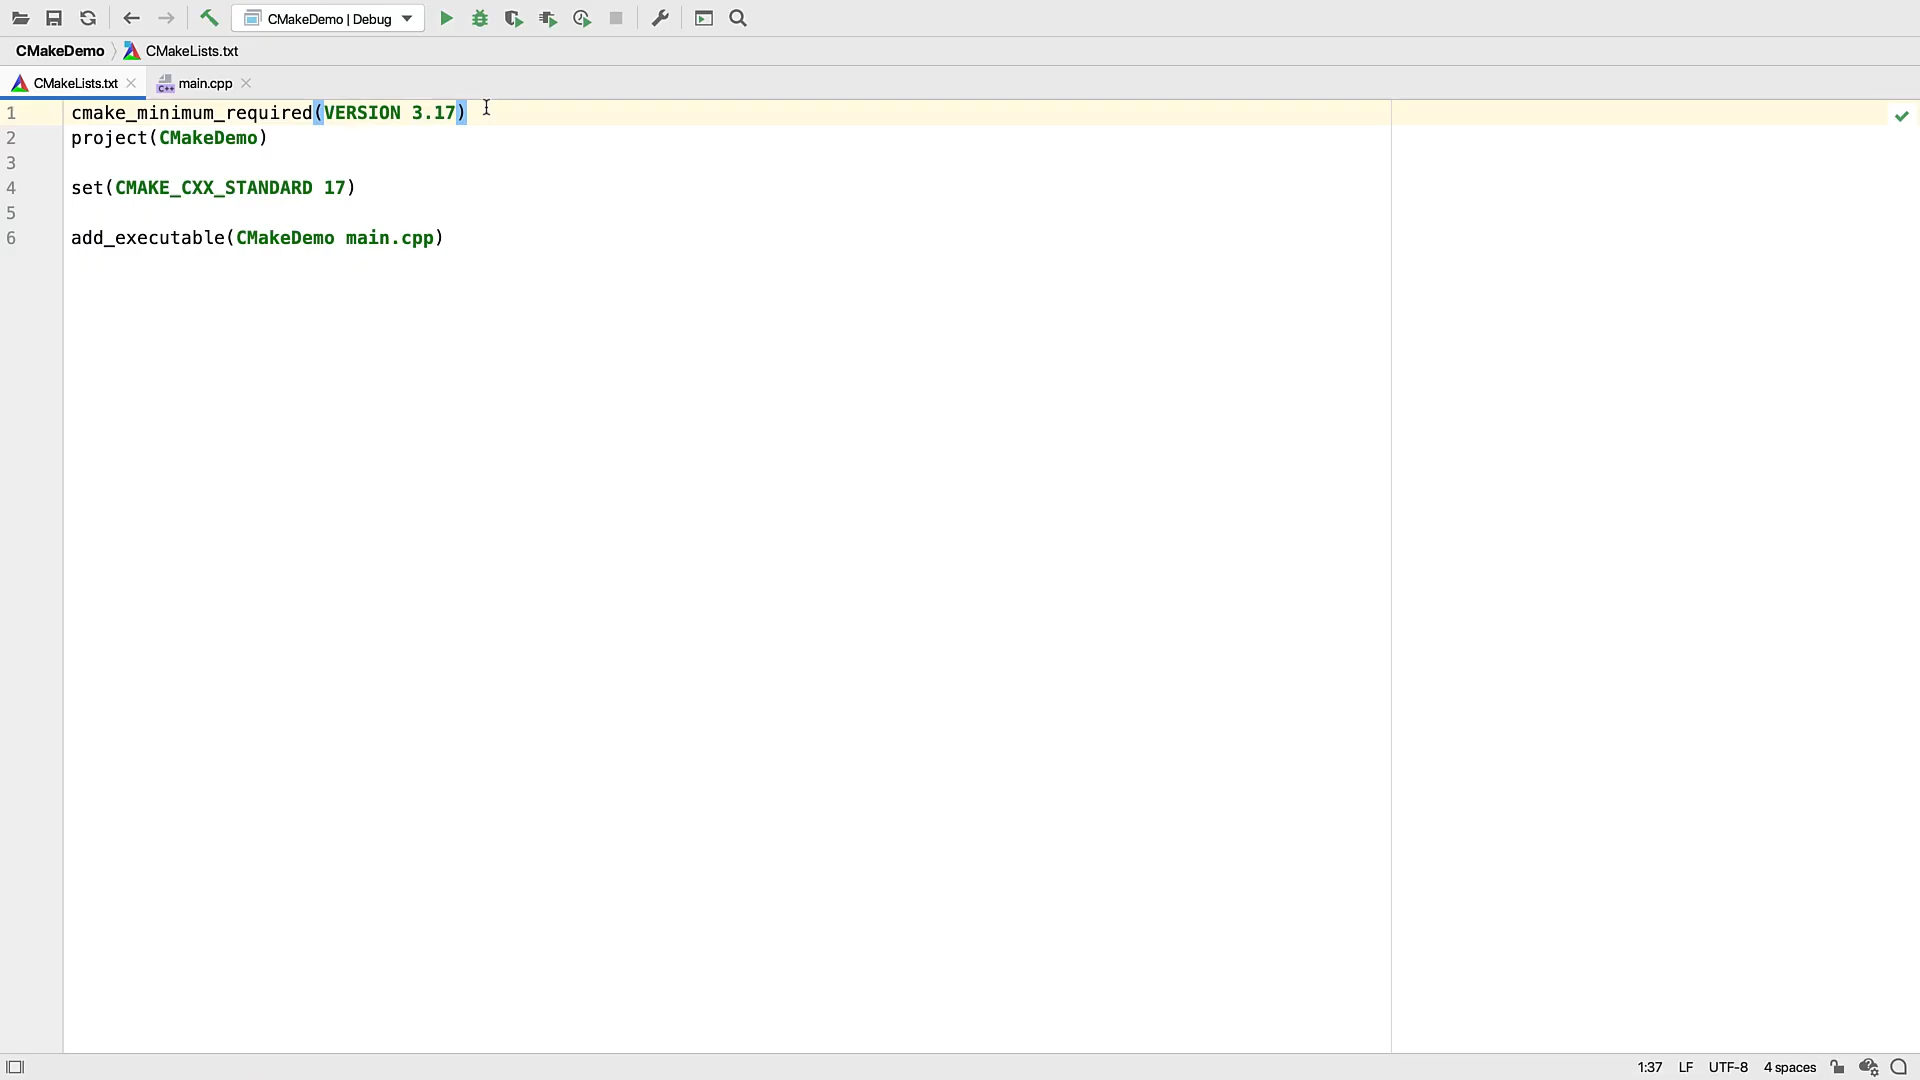 CMakeDemo | Debug
CMakeDemo CMakeLists.txt
CMakeLists.txt C++ main.cpp
1 cmake_minimum_required(VERSION 3.17)
2 project(CMakeDemo)
3
4 set(CMAKE_CXX_STANDARD 17)
5
6 add_executable(CMakeDemo main.cpp)
1:37 LF UTF-8 4 spaces